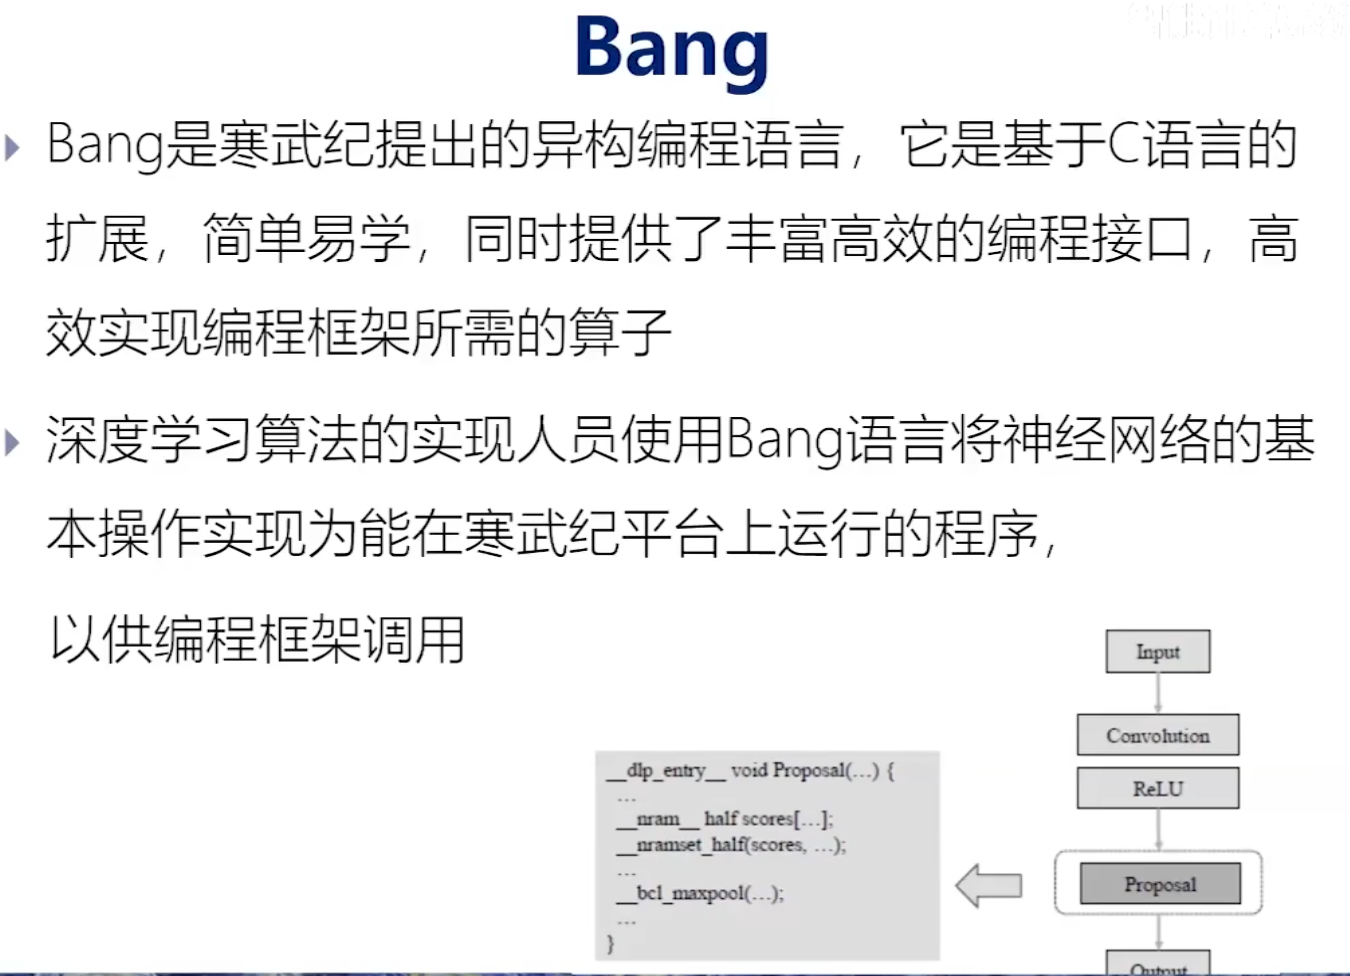 Bang
Bang是寒武纪提出的异构编程语言，它是基于C语言的
扩展，简单易学，同时提供了丰富高效的编程接口，高
效实现编程框架所需的算子
深度学习算法的实现人员使用Bang语言将神经网络的基
本操作实现为能在寒武纪平台上运行的程序，
以供编程框架调用
Input
Convolution
ReLU
Proposal
Output
__dlp_entry__ void Proposal(...) {
...
__nram__ half scores[...];
__nramset_half(scores, ...);
...
__bcl_maxpool(...);
...
}